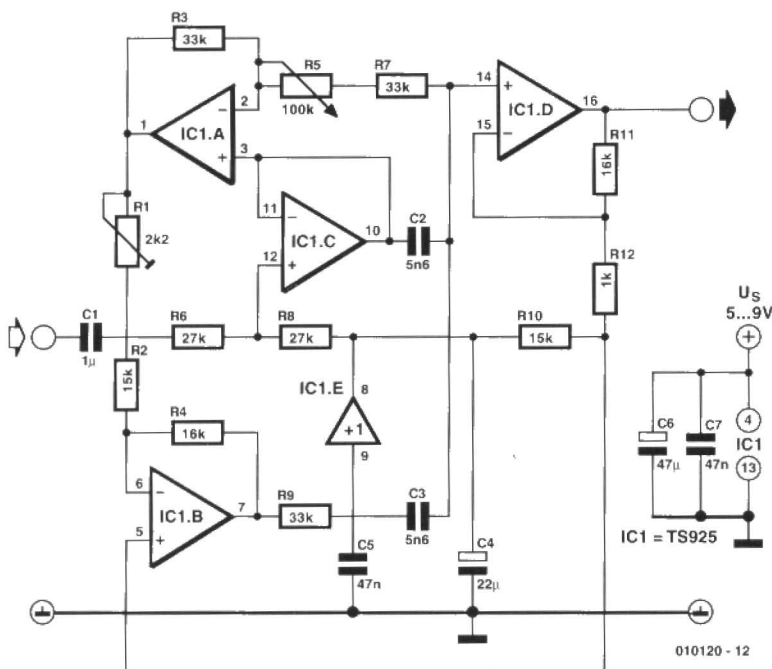 R3
33k
R5
100k
R7
33k
2
−
IC1.A
1
3
+
14
+
IC1.D
16
15
−
R11
16k
R1
2k2
11
−
IC1.C
10
12
+
C2
5n6
R12
1k
US
5...9V
+
C1
1µ
R6
27k
R8
27k
R10
15k
R2
15k
IC1.E
8
+1
9
C6
47µ
C7
47n
4
IC1
13
IC1 = TS925
R4
16k
6
−
IC1.B
7
5
+
R9
33k
C3
5n6
C5
47n
C4
22µ
010120 - 12